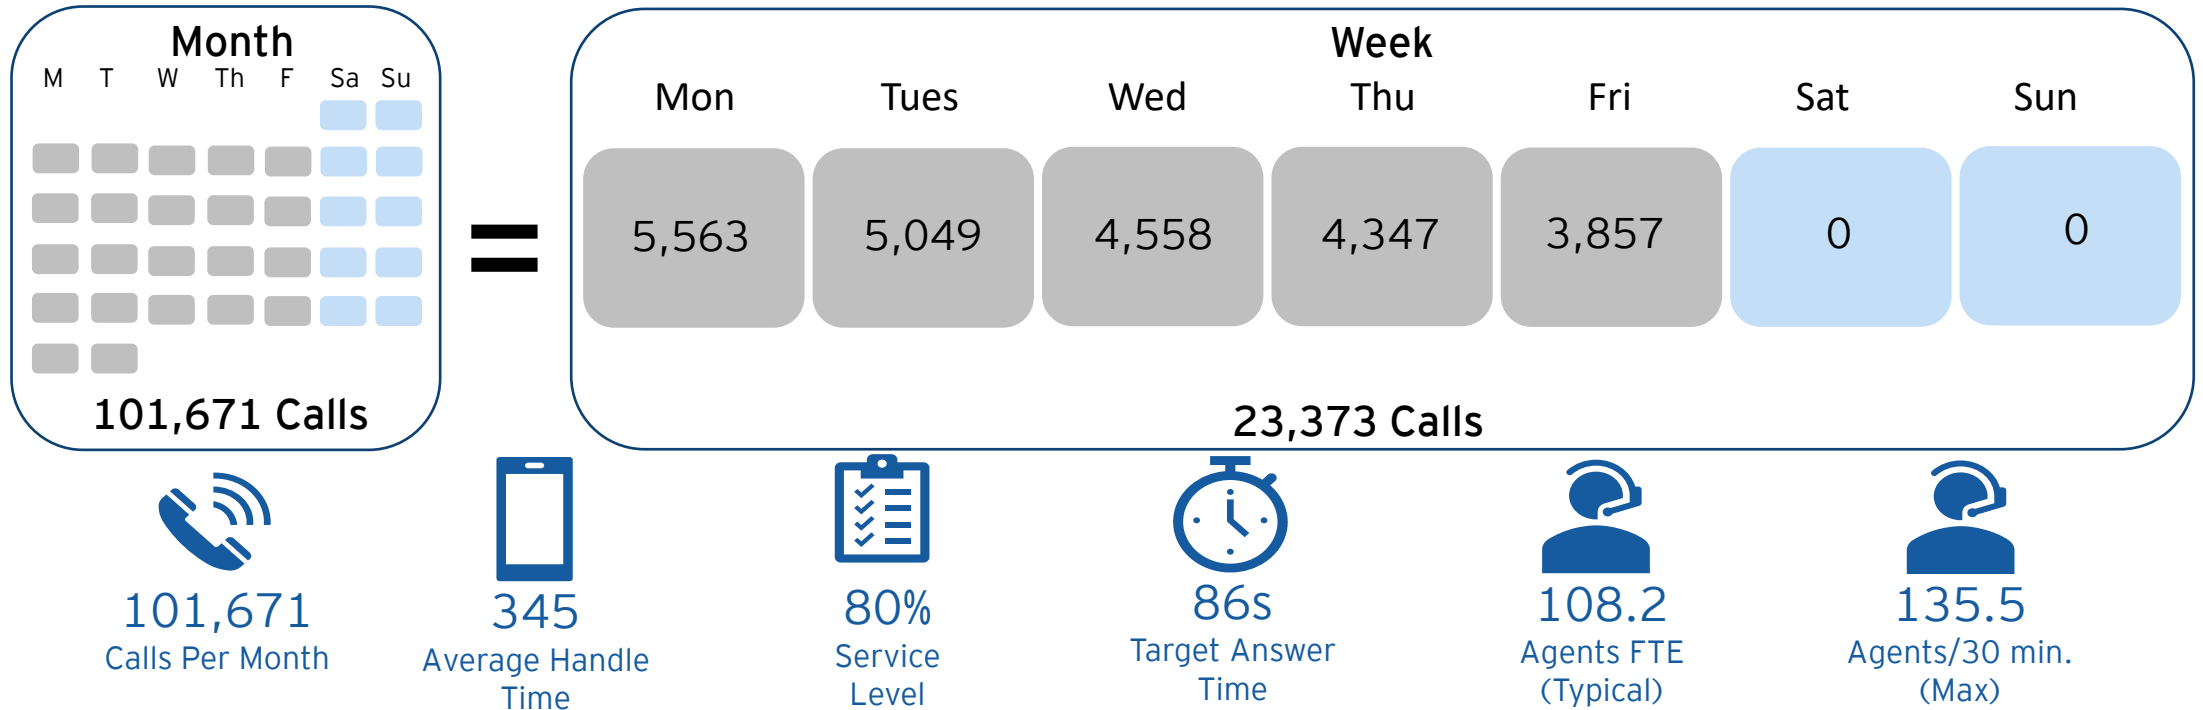 Month
M T W Th F Sa Su
101,671 Calls
=
Week
Mon Tues Wed Thu Fri Sat Sun
5,563 5,049 4,558 4,347 3,857 0 0
23,373 Calls
101,671
Calls Per Month
345
Average Handle
Time
80%
Service
Level
86s
Target Answer
Time
108.2
Agents FTE
(Typical)
135.5
Agents/30 min.
(Max)